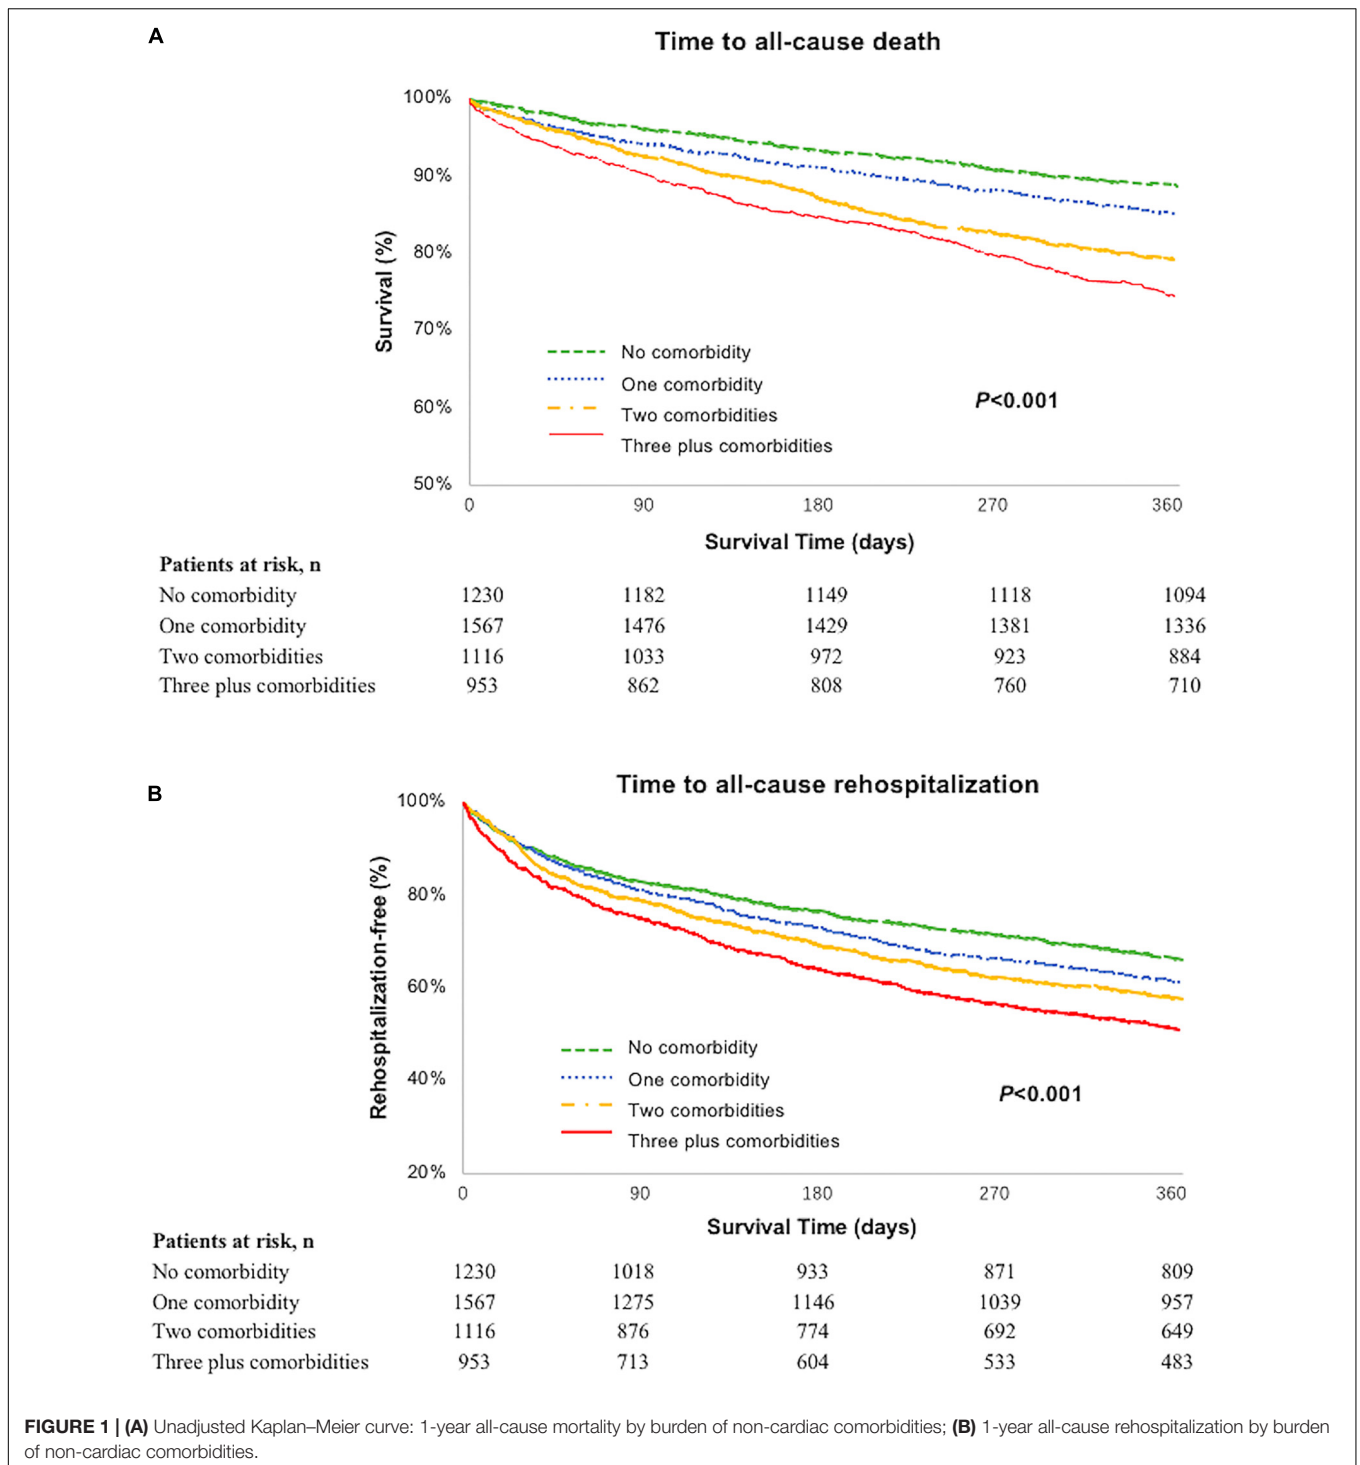 A
Time to all-cause death
100%
90%
80%
70%
60%
50%
Survival (%)
No comorbidity
One comorbidity
Two comorbidities
Three plus comorbidities
P<0.001
0 90 180 270 360
Survival Time (days)
Patients at risk, n
No comorbidity 1230 1182 1149 1118 1094
One comorbidity 1567 1476 1429 1381 1336
Two comorbidities 1116 1033 972 923 884
Three plus comorbidities 953 862 808 760 710
B
Time to all-cause rehospitalization
100%
80%
60%
40%
20%
Rehospitalization-free (%)
No comorbidity
One comorbidity
Two comorbidities
Three plus comorbidities
P<0.001
0 90 180 270 360
Survival Time (days)
Patients at risk, n
No comorbidity 1230 1018 933 871 809
One comorbidity 1567 1275 1146 1039 957
Two comorbidities 1116 876 774 692 649
Three plus comorbidities 953 713 604 533 483
FIGURE 1 | (A) Unadjusted Kaplan–Meier curve: 1-year all-cause mortality by burden of non-cardiac comorbidities; (B) 1-year all-cause rehospitalization by burden
of non-cardiac comorbidities.